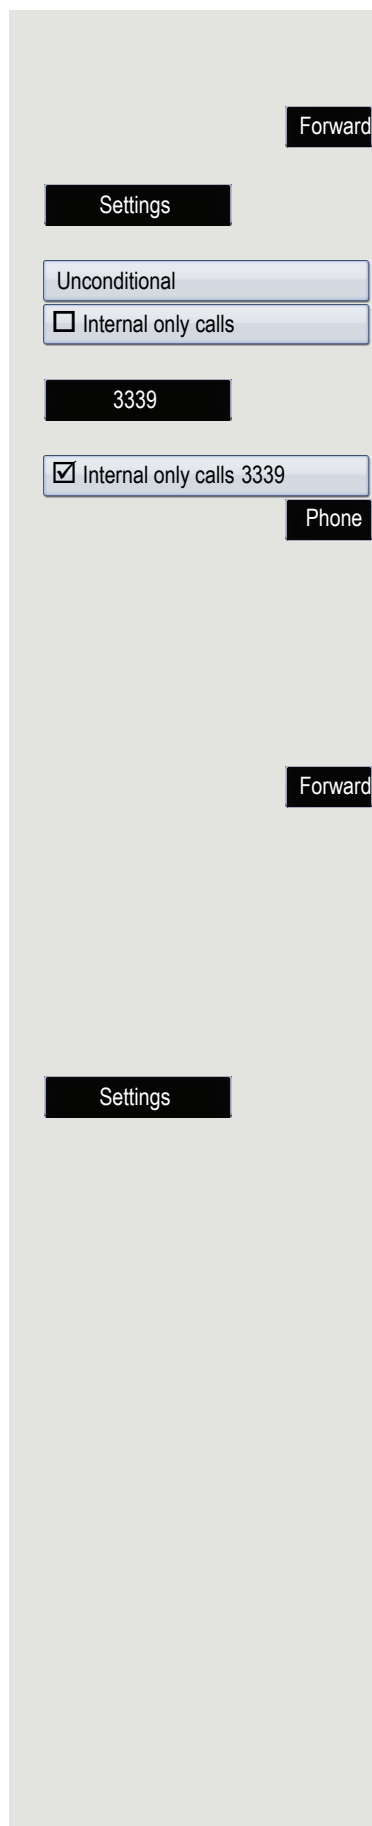 Forward
Settings
Unconditional
☐ Internal only calls
3339
☑ Internal only calls 3339
Phone
Forward
Settings